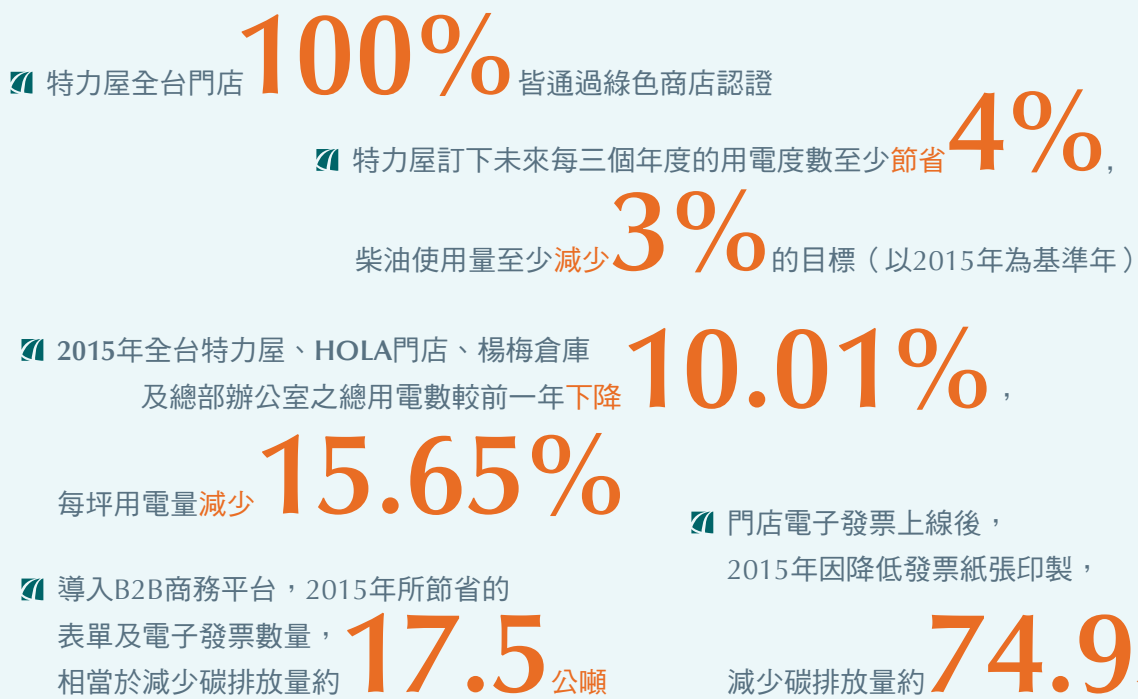 特力屋全台門店100%皆通過綠色商店認證
特力屋訂下未來每三個年度的用電度數至少節省4%,
柴油使用量至少減少3%的目標（以2015年為基準年）
2015年全台特力屋、HOLA門店、楊梅倉庫
及總部辦公室之總用電數較前一年下降10.01%，
每坪用電量減少15.65%
導入B2B商務平台，2015年所節省的
表單及電子發票數量，
相當於減少碳排放量約17.5公噸
門店電子發票上線後，
2015年因降低發票紙張印製，
減少碳排放量約74.9